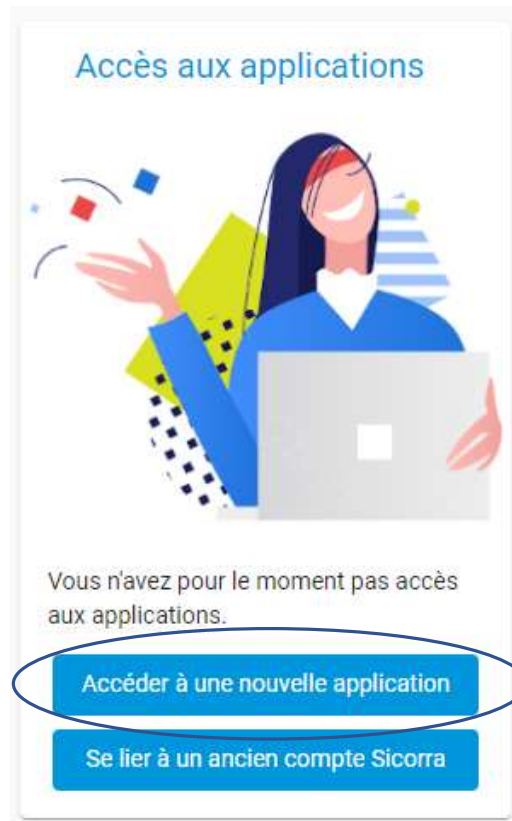 Accès aux applications
Vous n'avez pour le moment pas accès
aux applications.
Accéder à une nouvelle application
Se lier à un ancien compte Sicorra